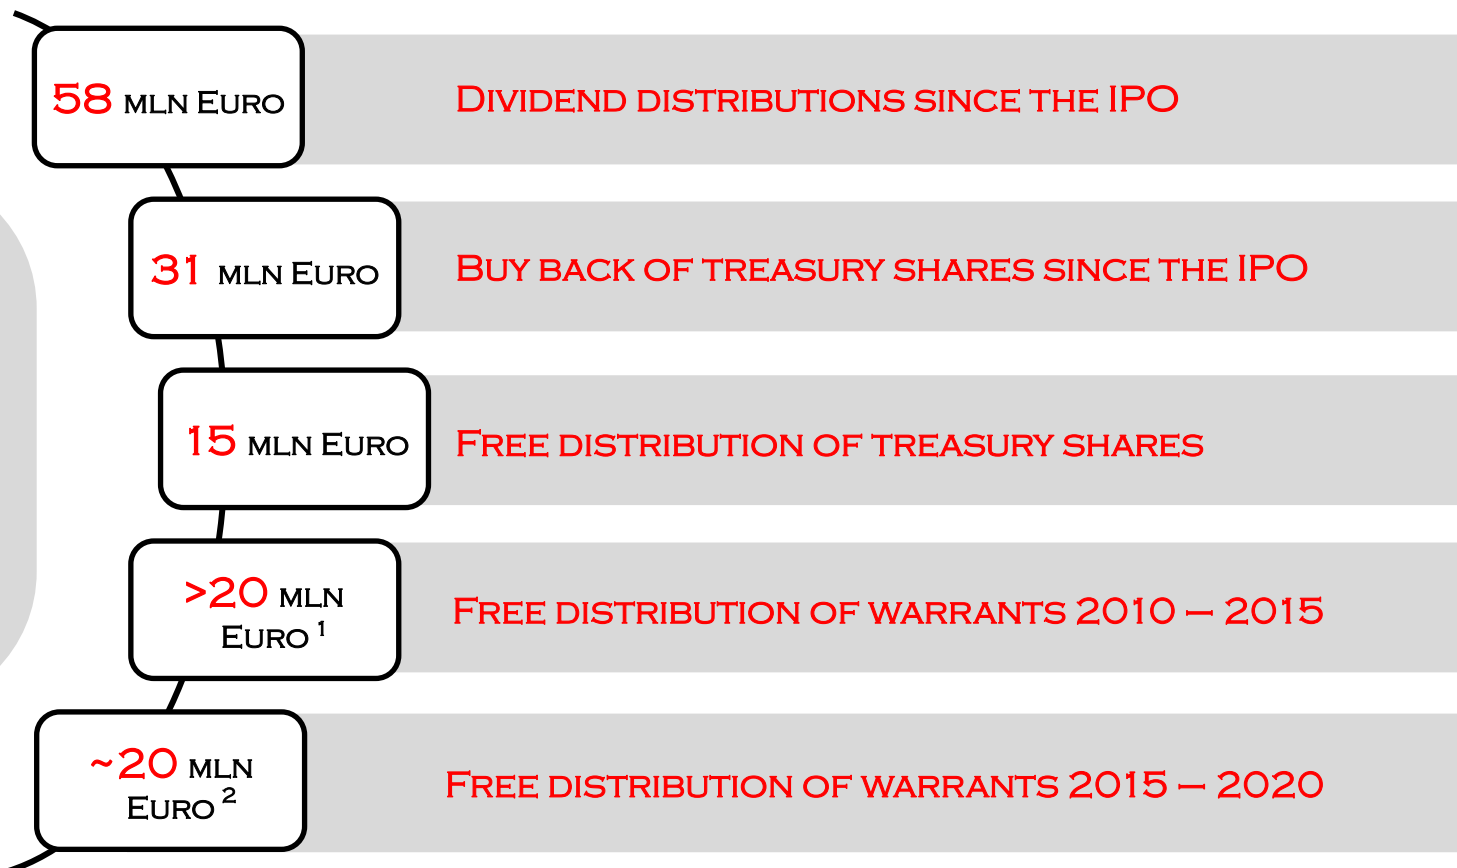 58 MLN EURO
DIVIDEND DISTRIBUTIONS SINCE THE IPO
31 MLN EURO
BUY BACK OF TREASURY SHARES SINCE THE IPO
15 MLN EURO
FREE DISTRIBUTION OF TREASURY SHARES
>20 MLN
EURO 1
FREE DISTRIBUTION OF WARRANTS 2010 – 2015
~20 MLN
EURO 2
FREE DISTRIBUTION OF WARRANTS 2015 – 2020